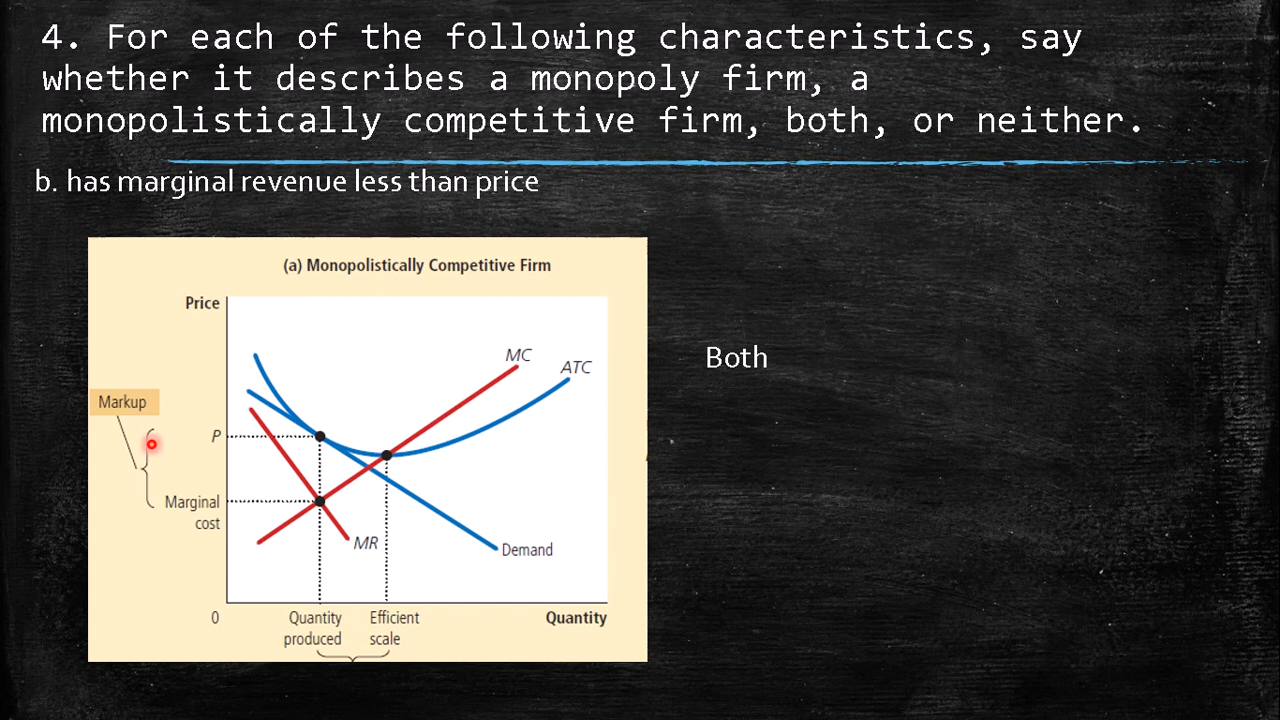 4. For each of the following characteristics, say
whether it describes a monopoly firm, a
monopolistically competitive firm, both, or neither.
b. has marginal revenue less than price
(a) Monopolistically Competitive Firm
Price
MC
ATC
Both
Markup
P
Marginal
cost
MR
Demand
0
Quantity
produced
Efficient
scale
Quantity